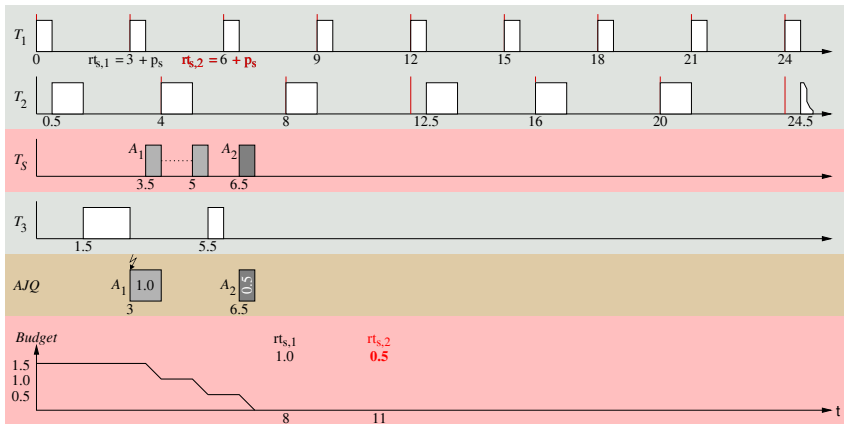 T1
0 rts,1 = 3 + ps rts,2 = 6 + ps 9 12 15 18 21 24
T2
0.5 4 8 12.5 16 20 24.5
A1 A2
TS
3.5 5 6.5
T3
1.5 5.5
AJQ A1 1.0 A2 0.5
3 6.5
Budget rts,1 rts,2
1.0 0.5
1.5
1.0
0.5
t
8 11